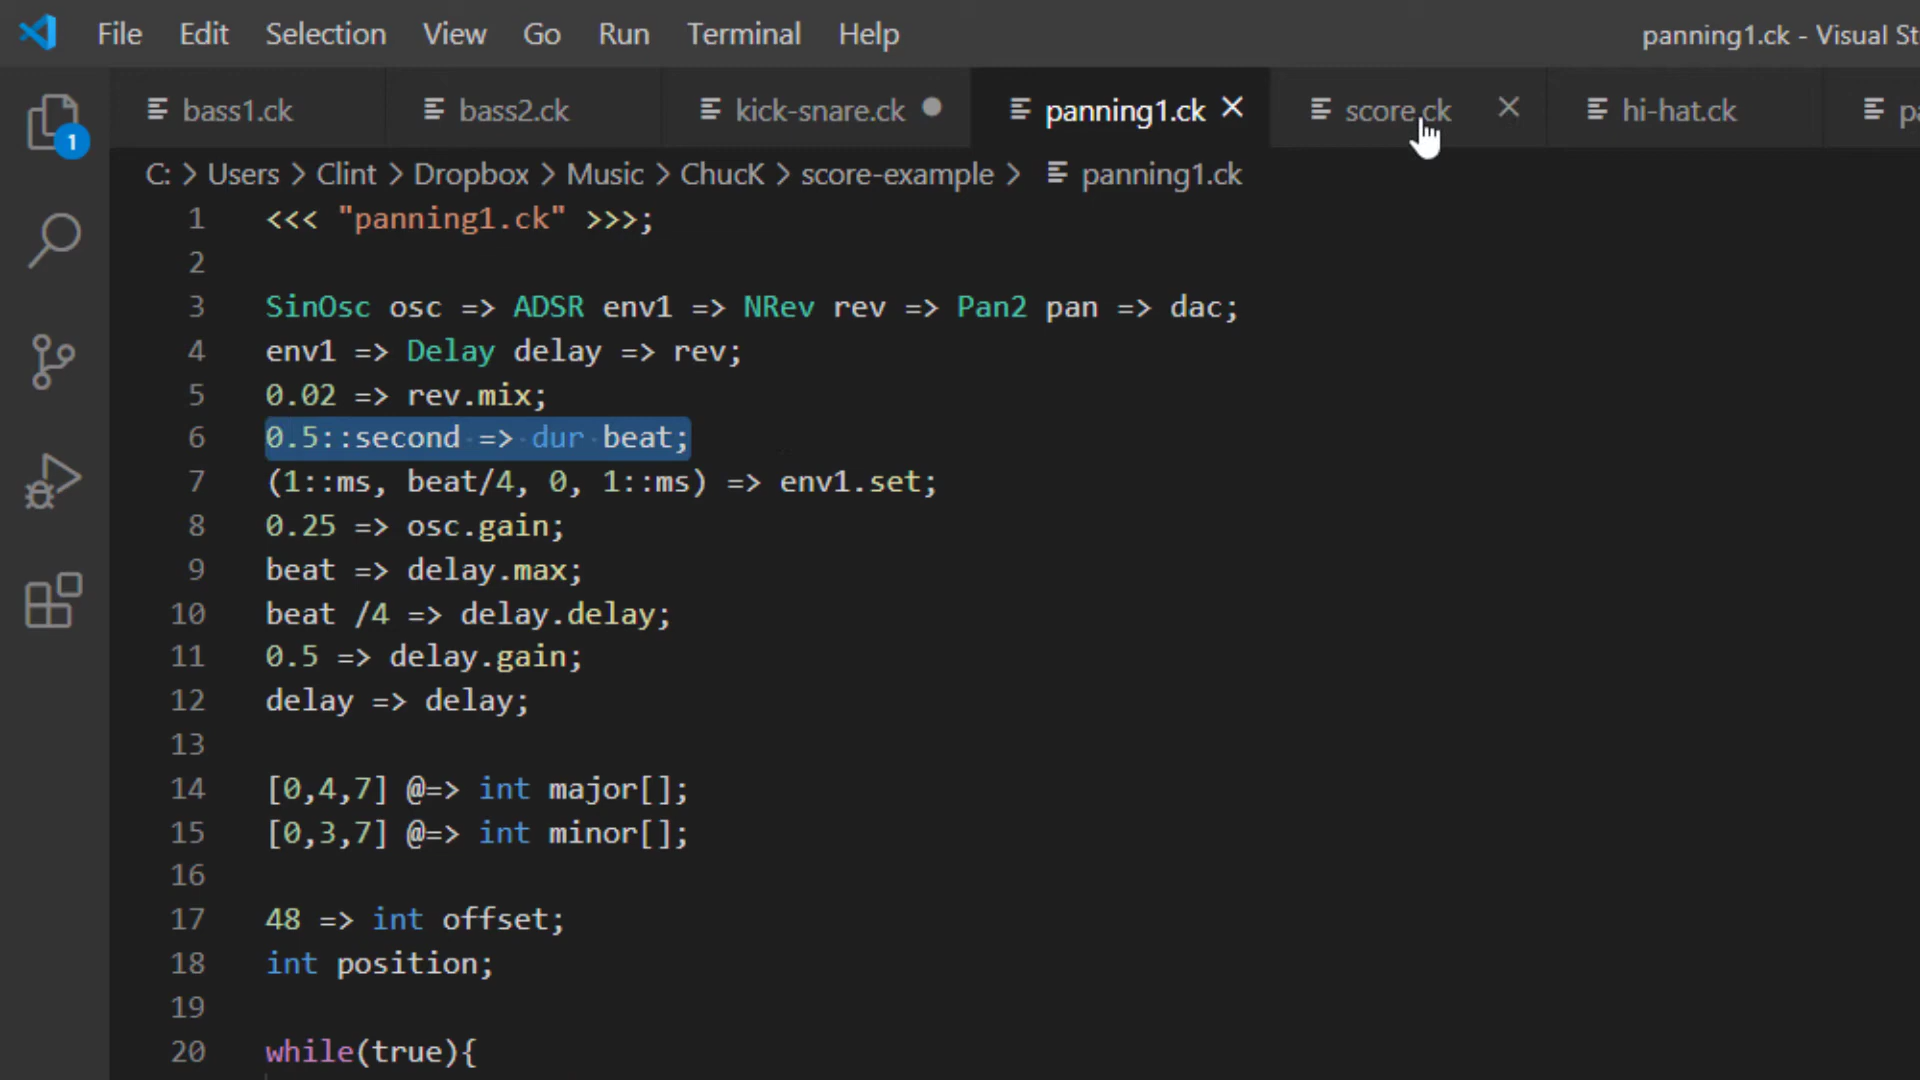 File Edit Selection View Go Run Terminal Help panning1.ck - Visual St
bass1.ck bass2.ck kick-snare.ck panning1.ck score.ck hi-hat.ck pa
1
C: > Users > Clint > Dropbox > Music > ChucK > score-example > panning1.ck
1 <<< "panning1.ck" >>>;
2
3 SinOsc osc => ADSR env1 => NRev rev => Pan2 pan => dac;
4 env1 => Delay delay => rev;
5 0.02 => rev.mix;
6 0.5::second => dur beat;
7 (1::ms, beat/4, 0, 1::ms) => env1.set;
8 0.25 => osc.gain;
9 beat => delay.max;
10 beat /4 => delay.delay;
11 0.5 => delay.gain;
12 delay => delay;
13
14 [0,4,7] @=> int major[];
15 [0,3,7] @=> int minor[];
16
17 48 => int offset;
18 int position;
19
20 while(true){